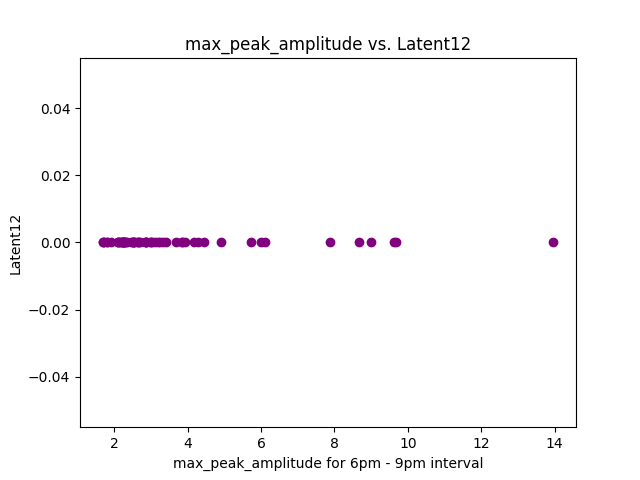 max_peak_amplitude vs. Latent12
0.04
0.02
0.00
−0.02
−0.04
Latent12
2 4 6 8 10 12 14
max_peak_amplitude for 6pm - 9pm interval